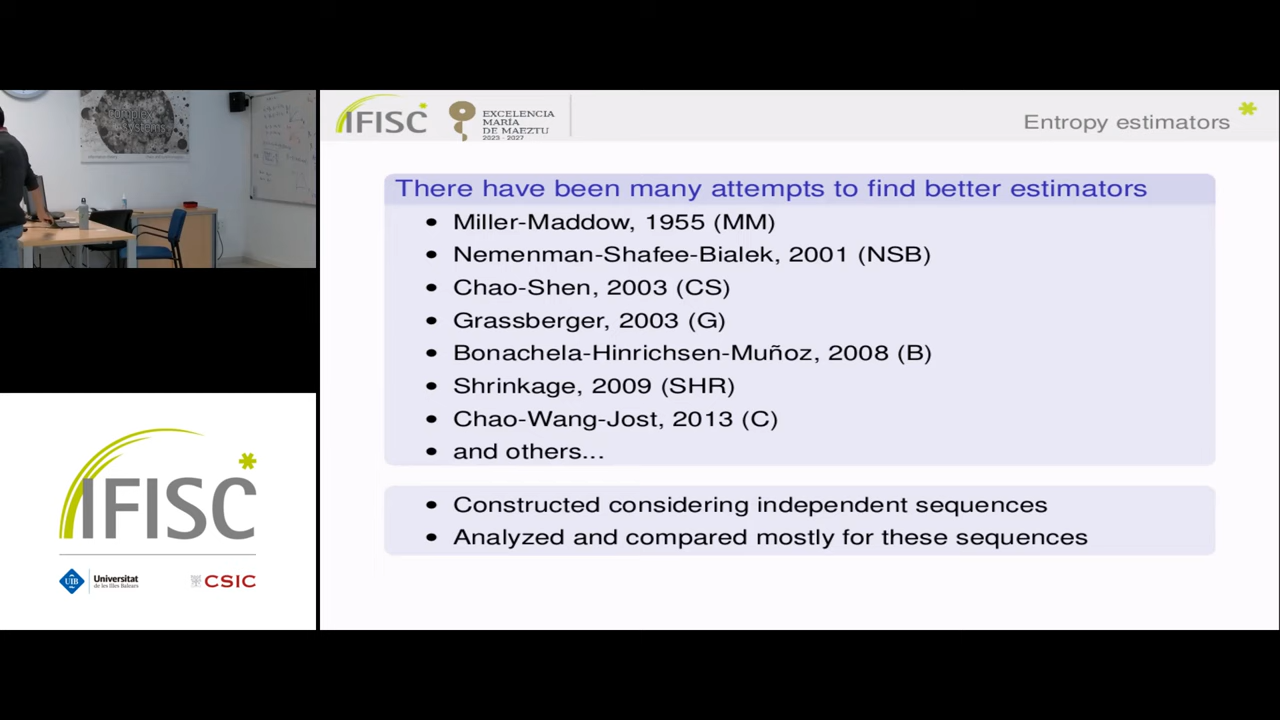 complex
systems
IFISC
EXCELENCIA
MARÍA
DE MAEZTU
2023 - 2027
Entropy estimators
There have been many attempts to find better estimators
• Miller-Maddow, 1955 (MM)
• Nemenman-Shafee-Bialek, 2001 (NSB)
• Chao-Shen, 2003 (CS)
• Grassberger, 2003 (G)
• Bonachela-Hinrichsen-Muñoz, 2008 (B)
• Shrinkage, 2009 (SHR)
• Chao-Wang-Jost, 2013 (C)
• and others...
• Constructed considering independent sequences
• Analyzed and compared mostly for these sequences
IFISC
UIB Universitat
de les Illes Balears
CSIC